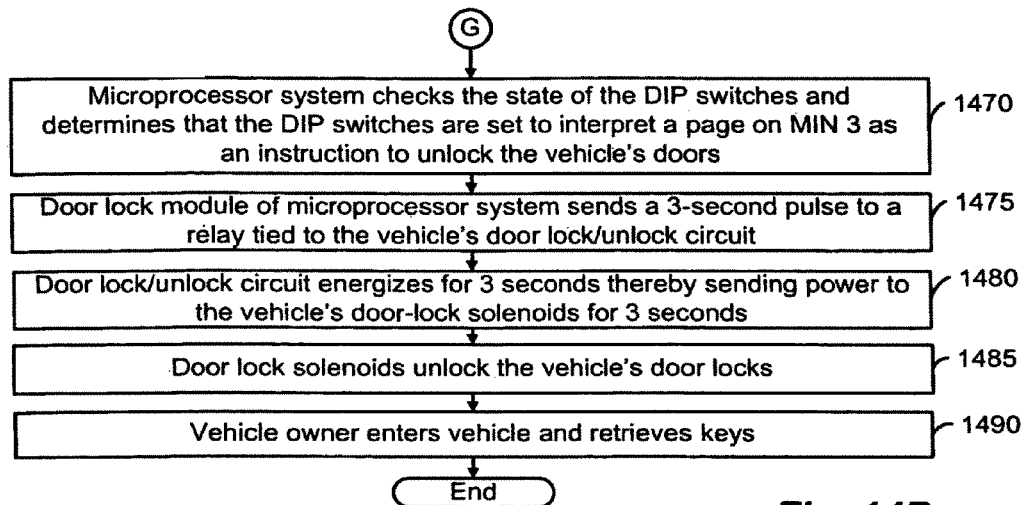 G
Microprocessor system checks the state of the DIP switches and
determines that the DIP switches are set to interpret a page on MIN 3 as
an instruction to unlock the vehicle's doors
1470
Door lock module of microprocessor system sends a 3-second pulse to a
relay tied to the vehicle's door lock/unlock circuit
1475
Door lock/unlock circuit energizes for 3 seconds thereby sending power to
the vehicle's door-lock solenoids for 3 seconds
1480
Door lock solenoids unlock the vehicle's door locks
1485
Vehicle owner enters vehicle and retrieves keys
1490
End